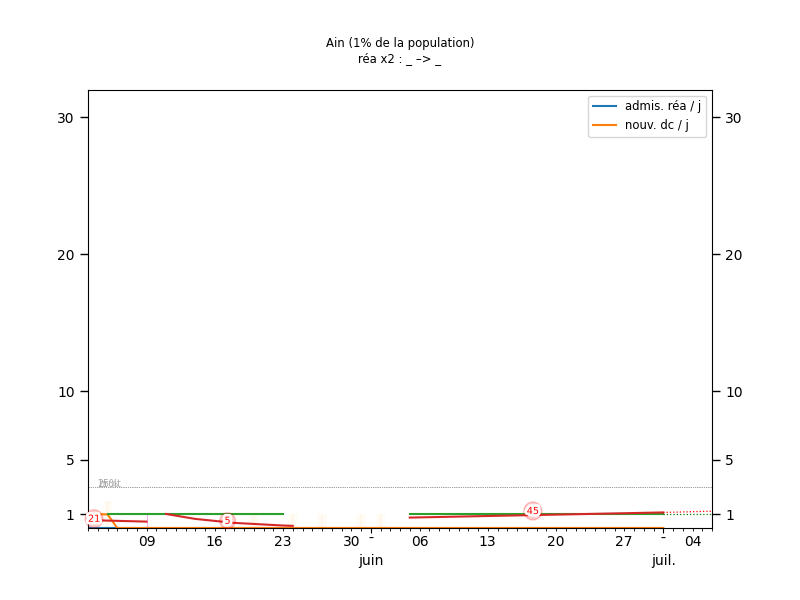 Ain (1% de la population)
réa x2 : _ –> _
admis. réa / j
nouv. dc / j
30 30
20 20
10 10
5 5
1 1
21
5
45
09 16 23 30 - 06 13 20 27 - 04
juin juil.